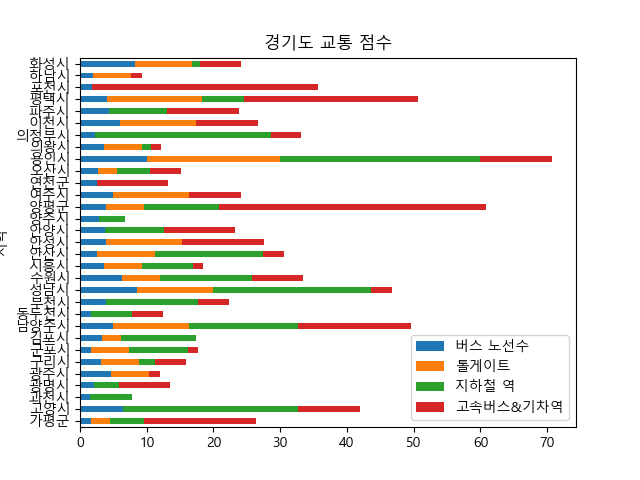 경기도 교통 점수
화성시
하남시
포천시
평택시
파주시
이천시
의정부시
의왕시
용인시
오산시
연천군
여주시
양평군
양주시
안양시
안성시
안산시
시흥시
수원시
성남시
부천시
동두천시
남양주시
김포시
군포시
구리시
광주시
광명시
과천시
고양시
가평군
지역
버스 노선수
톨게이트
지하철 역
고속버스&기차역
0 10 20 30 40 50 60 70